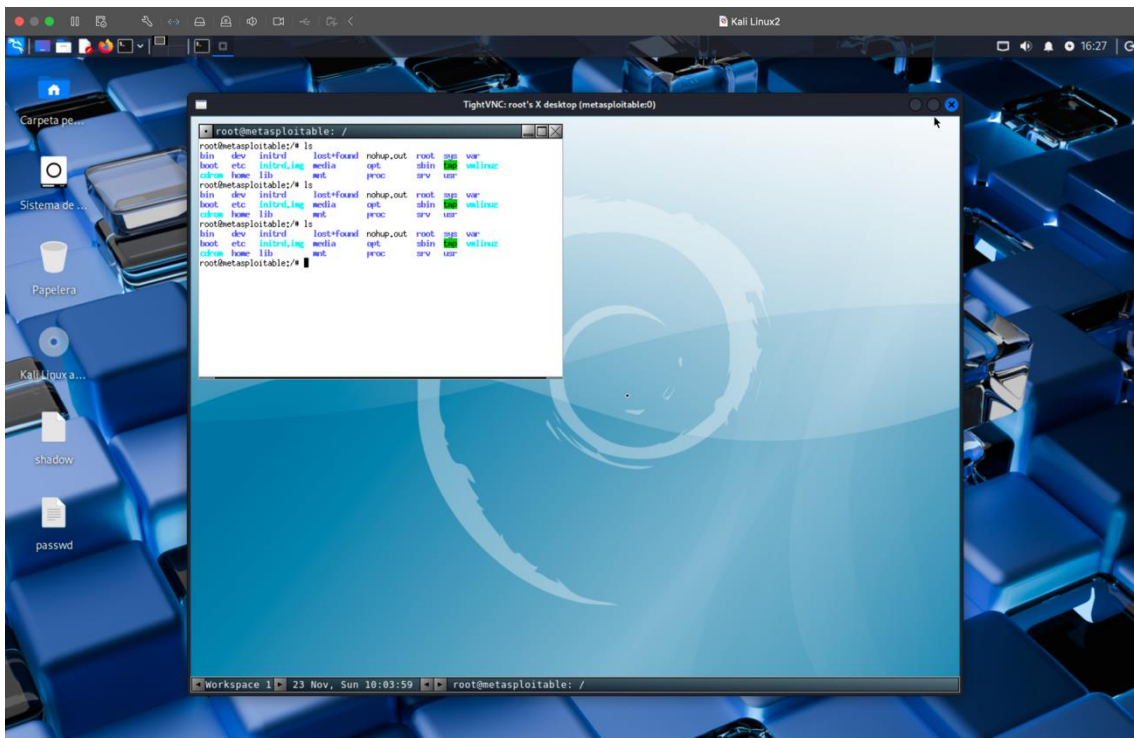 Kali Linux2
16:27
Carpeta pe...
Sistema de ...
Papelera
Kali Linux a...
shadow
passwd
TightVNC: root's X desktop (metasploitable:0)
root@metasploitable: /
root@metasploitable:/# ls
bin dev initrd lost+found nohup.out root sys var
boot etc initrd.img media opt sbin tmp vmlinuz
cdrom home lib mnt proc srv usr
root@metasploitable:/# ls
bin dev initrd lost+found nohup.out root sys var
boot etc initrd.img media opt sbin tmp vmlinuz
cdrom home lib mnt proc srv usr
root@metasploitable:/# ls
bin dev initrd lost+found nohup.out root sys var
boot etc initrd.img media opt sbin tmp vmlinuz
cdrom home lib mnt proc srv usr
root@metasploitable:/#
Workspace 1 23 Nov, Sun 10:03:59 root@metasploitable: /